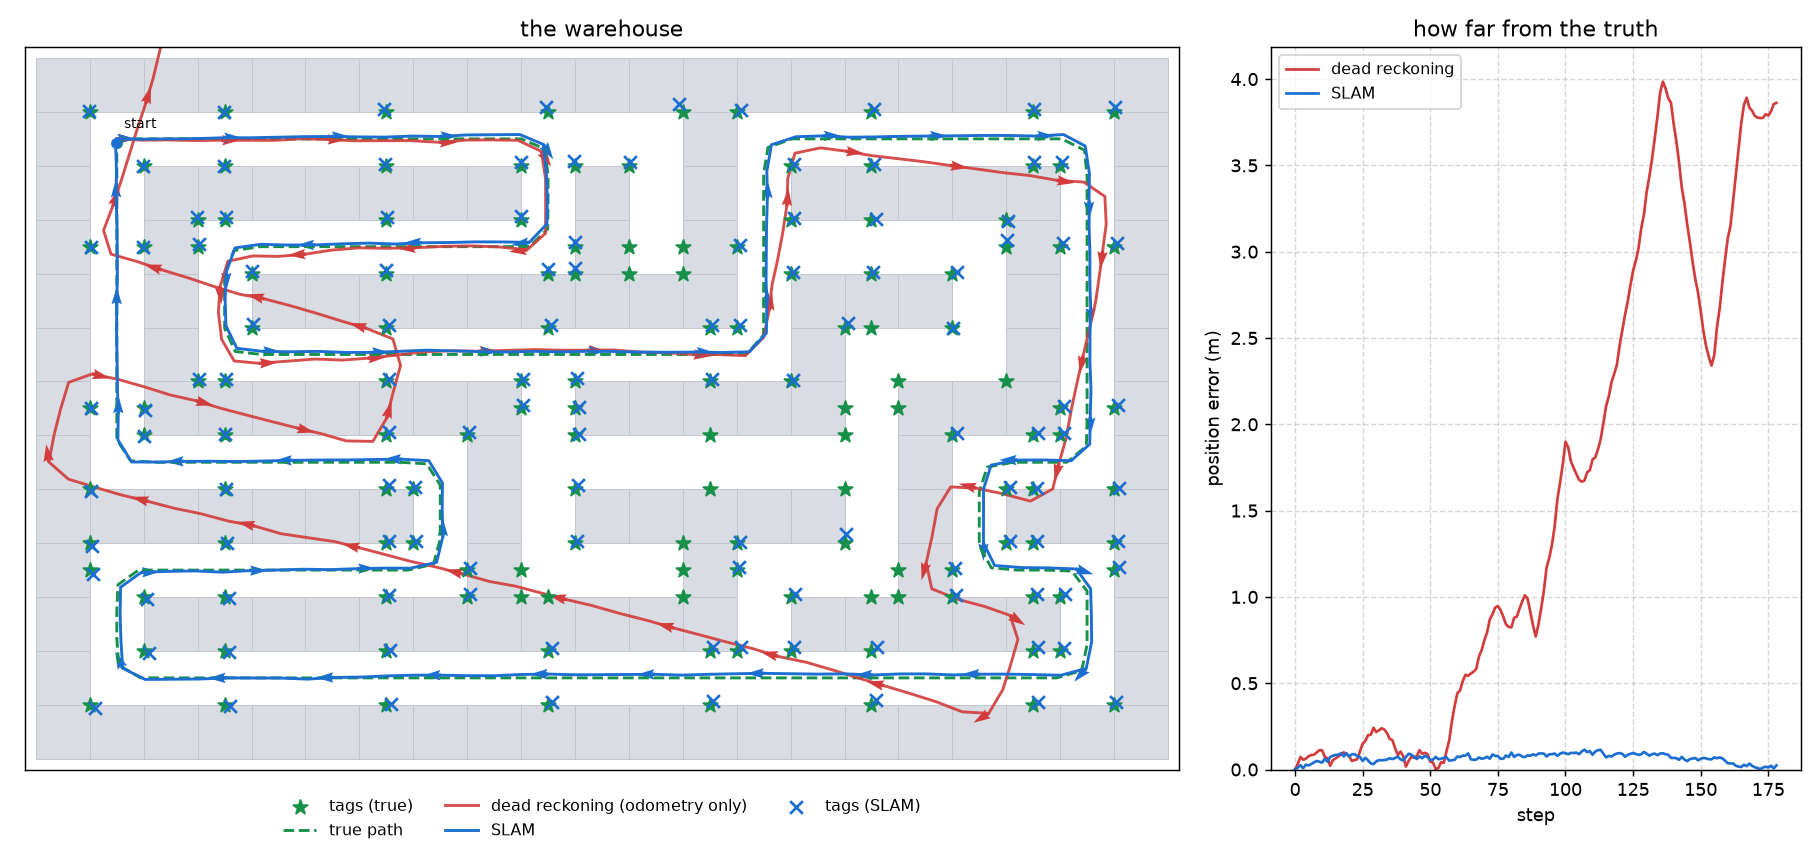 the warehouse
start
tags (true)
true path
dead reckoning (odometry only)
SLAM
tags (SLAM)
how far from the truth
dead reckoning
SLAM
position error (m)
4.0
3.5
3.0
2.5
2.0
1.5
1.0
0.5
0.0
0 25 50 75 100 125 150 175
step